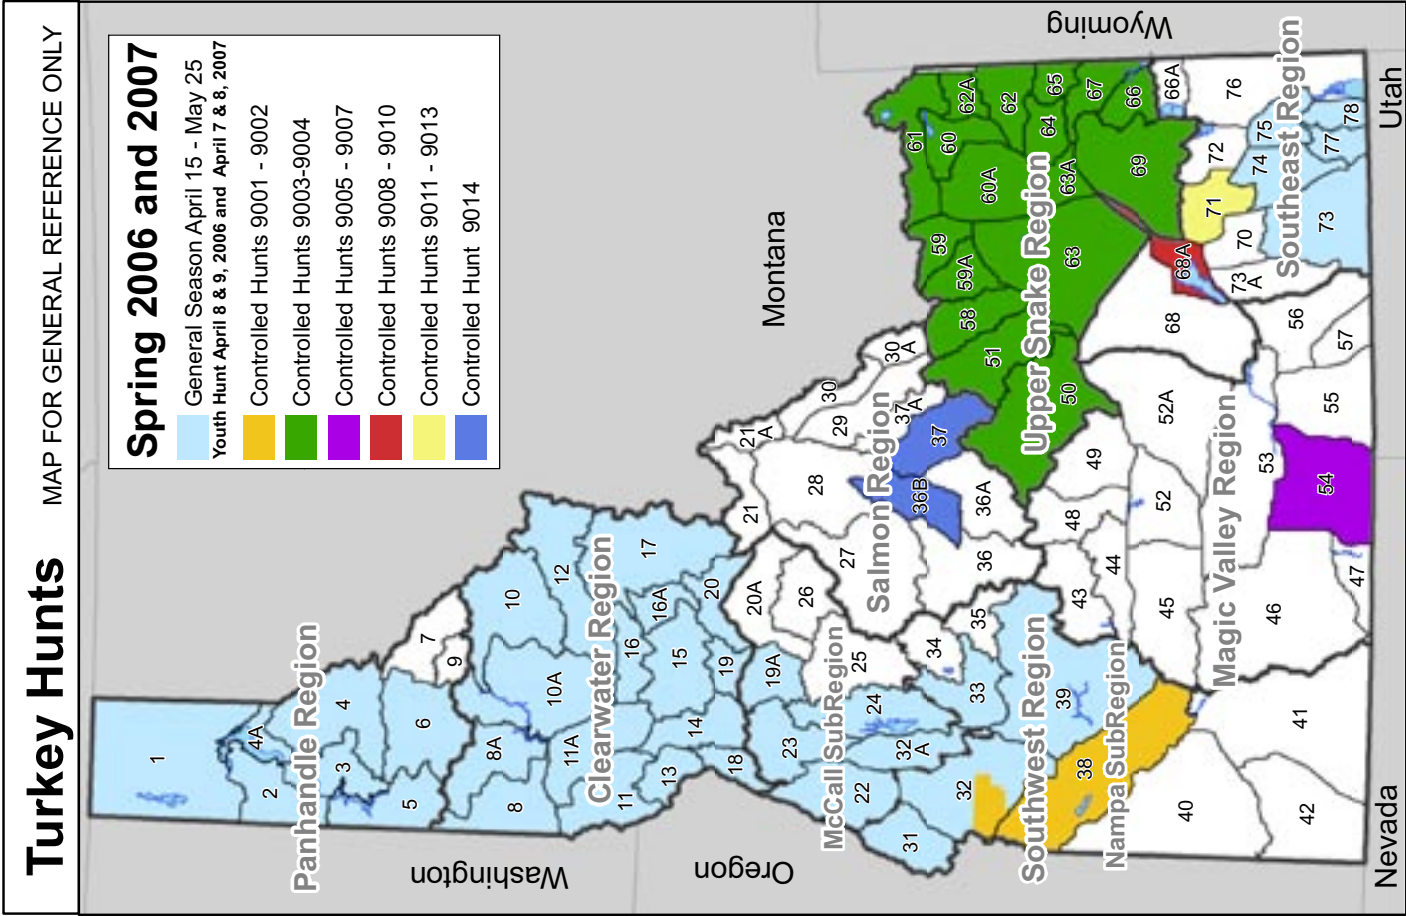 Turkey Hunts
MAP FOR GENERAL REFERENCE ONLY
Spring 2006 and 2007
General Season April 15 - May 25
Youth Hunt April 8 & 9, 2006 and April 7 & 8, 2007
Controlled Hunts 9001 - 9002
Controlled Hunts 9003-9004
Controlled Hunts 9005 - 9007
Controlled Hunts 9008 - 9010
Controlled Hunts 9011 - 9013
Controlled Hunt 9014
Washington
Oregon
Nevada
Utah
Wyoming
Montana
Panhandle Region
Clearwater Region
McCall SubRegion
Southwest Region
Nampa SubRegion
Salmon Region
Magic Valley Region
Upper Snake Region
Southeast Region
1
2
3
4
4A
5
6
7
8
8A
9
10
10A
11
11A
12
13
14
15
16
16A
17
18
19
19A
20
20A
21
21
A
22
23
24
25
26
27
28
29
30
30
A
31
32
32
A
33
34
35
36
36A
36B
37
37
A
38
39
40
41
42
43
44
45
46
47
48
49
50
51
52
52A
53
54
55
56
57
58
59
59A
60
60A
61
62
62A
63
63A
64
65
66
66A
67
68
68A
69
70
71
72
73
73
A
74
75
76
77
78